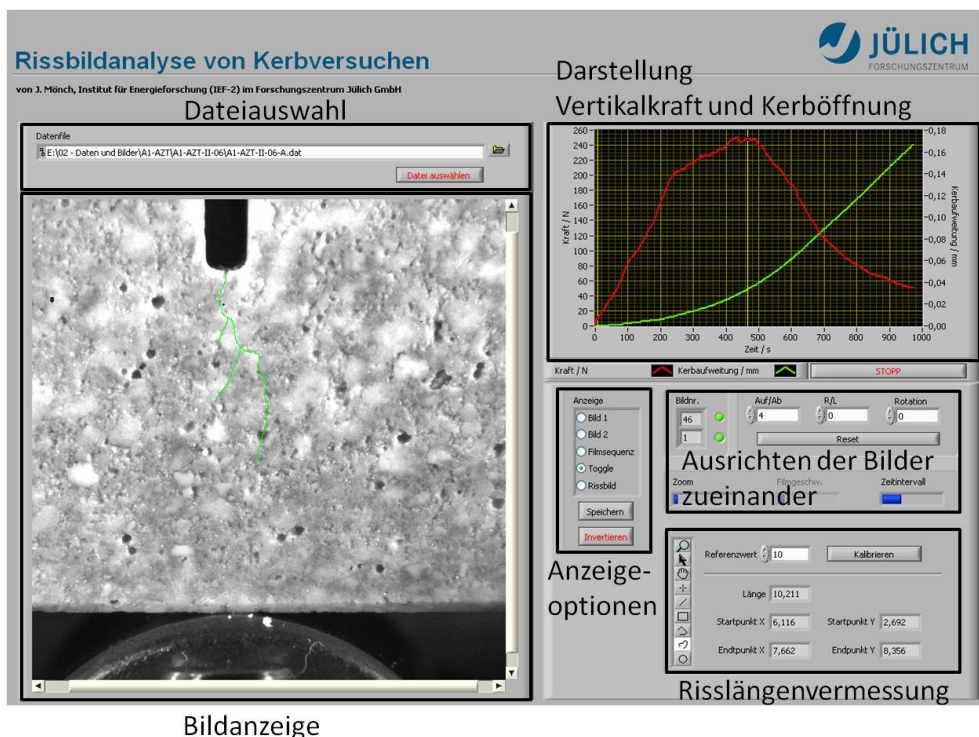 JÜLICH
FORSCHUNGSZENTRUM
Rissbildanalyse von Kerbversuchen
von J. Mönch, Institut für Energieforschung (IEF-2) im Forschungszentrum Jülich GmbH
Dateiauswahl
Datenfile
E:\02 - Daten und Bilder\A1-AZT\A1-AZT-II-06\A1-AZT-II-06-A.dat
Datei auswählen
Bildanzeige
Darstellung
Vertikalkraft und Kerböffnung
Kraft / N
260
240
220
200
180
160
140
120
100
80
60
40
20
0
0 100 200 300 400 500 600 700 800 900 1000
Zeit / s
-0,18
-0,16
-0,14
-0,12
-0,10
-0,08
-0,06
-0,04
-0,02
-0,00
Kerbaufweitung / mm
Kraft / N Kerbaufweitung / mm STOPP
Anzeige
Bild 1
Bild 2
Filmsequenz
Toggle
Rissbild
Speichern
Invertieren
Anzeige-
optionen
Bildnr. Auf/Ab R/L Rotation
46 4 0 0
1 Reset
Ausrichten der Bilder
zueinander
Zoom Filmgeschw. Zeitintervall
Referenzwert 10 Kalibrieren
Länge 10,211
Startpunkt X 6,116 Startpunkt Y 2,692
Endtpunkt X 7,662 Endpunkt Y 8,356
Risslängenvermessung